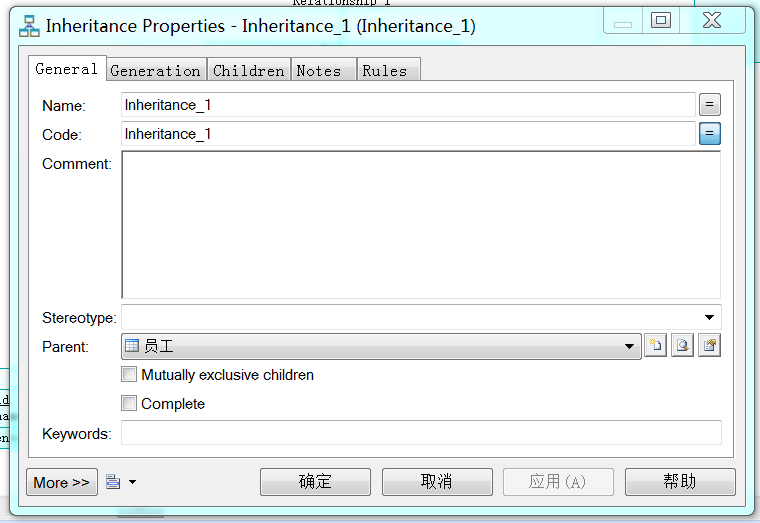 Relationship_1
Inheritance Properties - Inheritance_1 (Inheritance_1)
General Generation Children Notes Rules
Name: Inheritance_1 =
Code: Inheritance_1 =
Comment:
Stereotype:
Parent: 员工
Mutually exclusive children
Complete
Keywords:
More >> 确定 取消 应用(A) 帮助